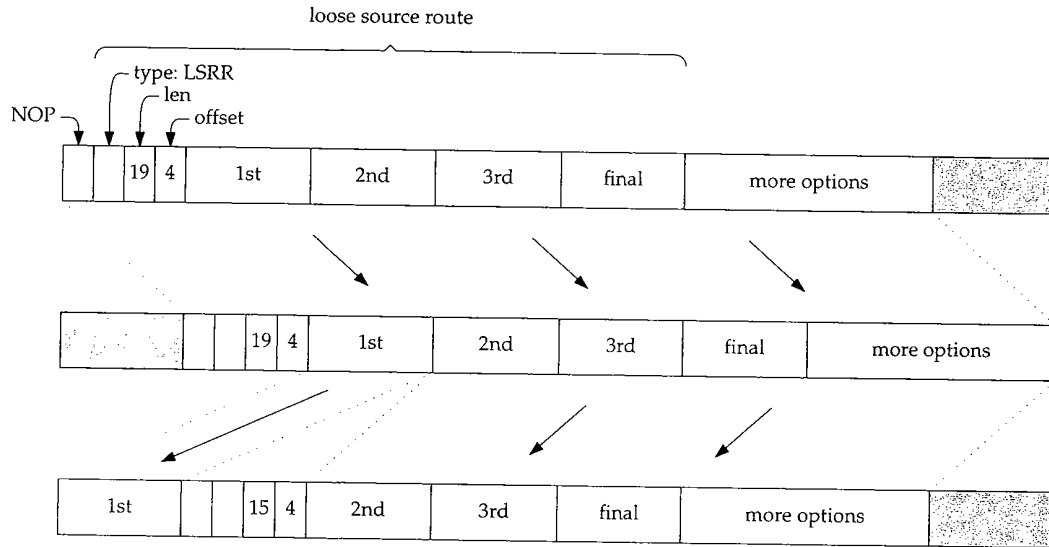 loose source route
type: LSRR
len
NOP
offset
19 4 1st 2nd 3rd final more options
19 4 1st 2nd 3rd final more options
1st 15 4 2nd 3rd final more options